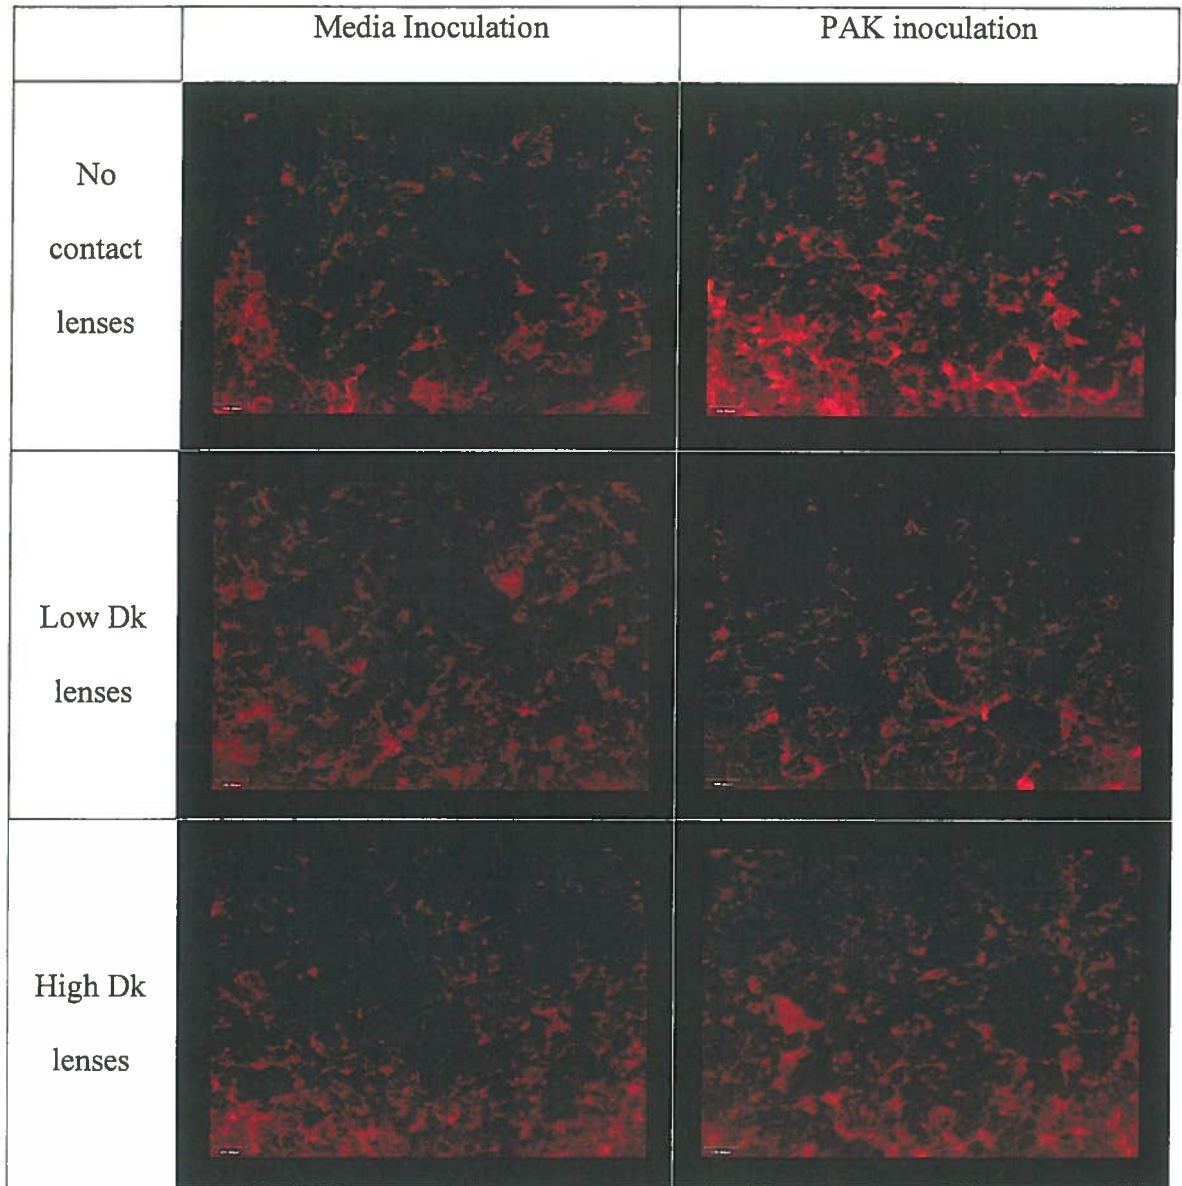 Media Inoculation
PAK inoculation
No
contact
lenses
Low Dk
lenses
High Dk
lenses